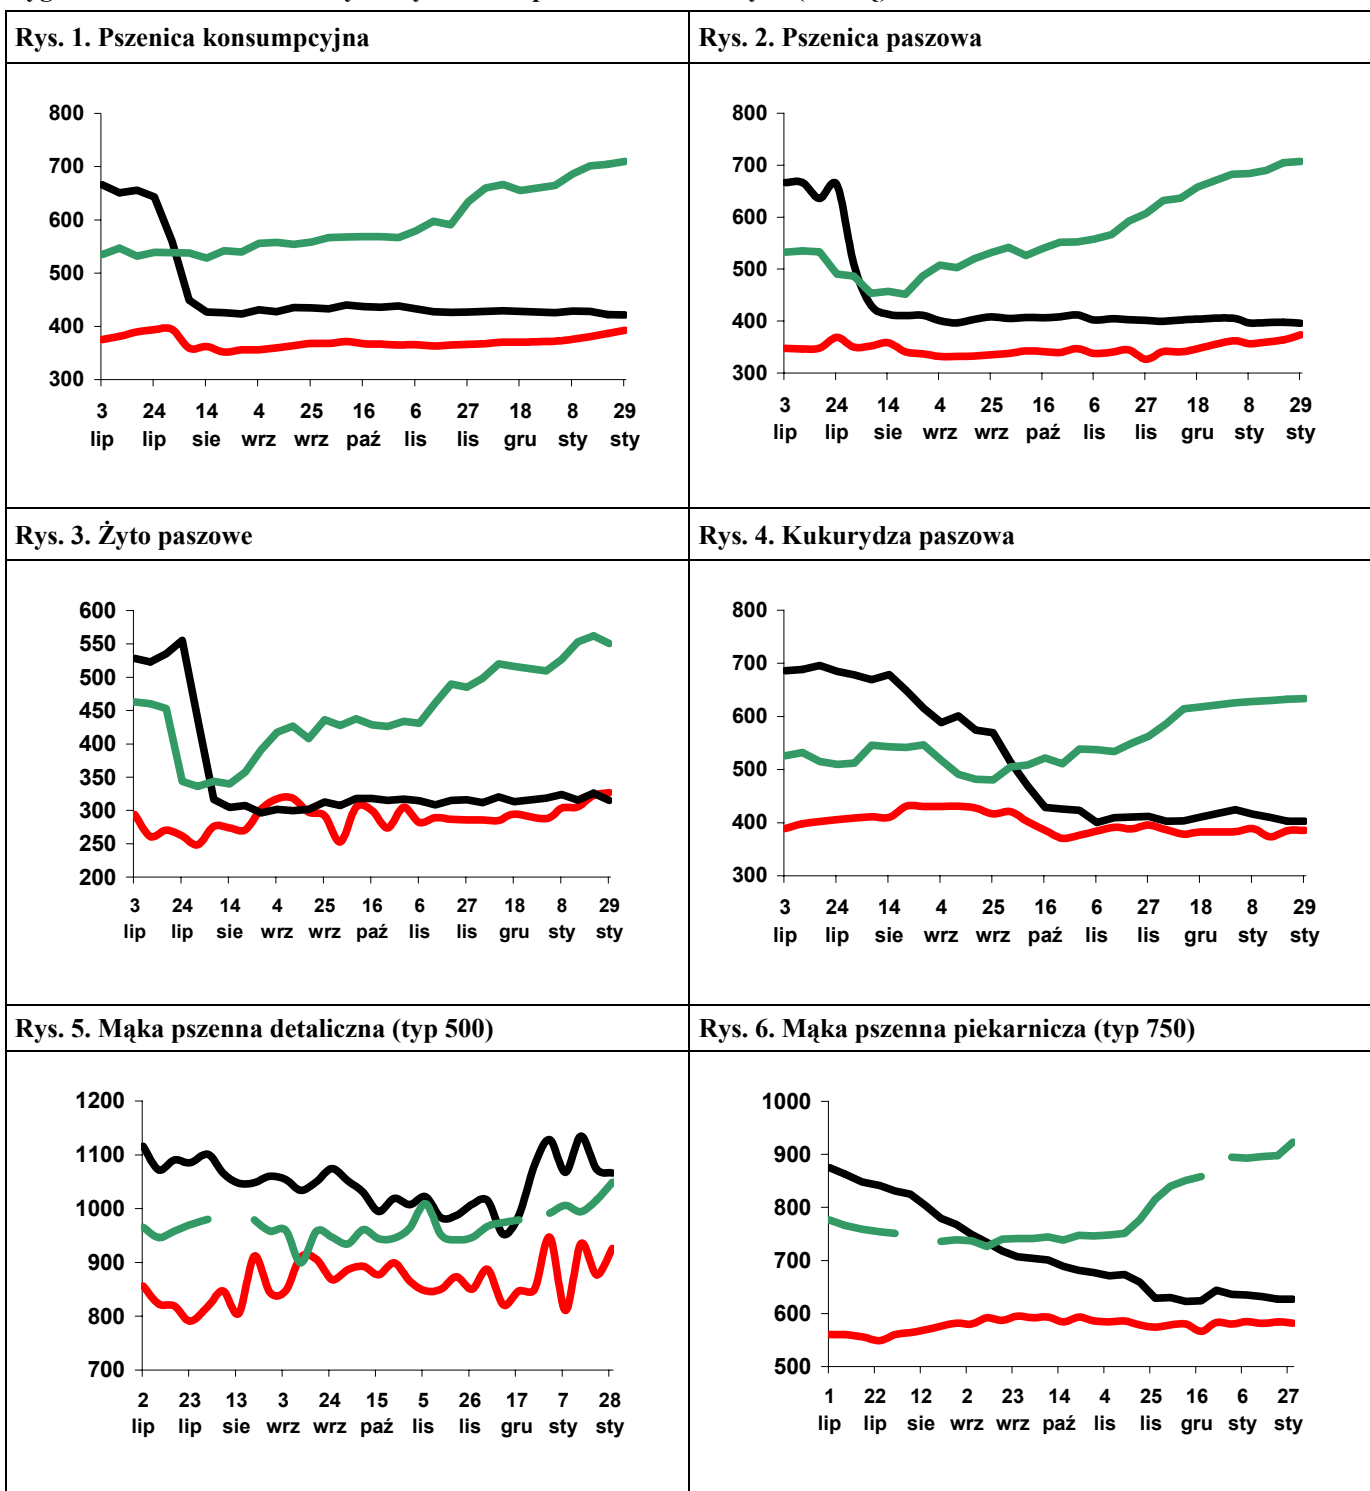 Rys. 1. Pszenica konsumpcyjna
Rys. 2. Pszenica paszowa
800
700
600
500
400
300
3 24 14 4 25 16 6 27 18 8 29
lip lip sie wrz wrz paź lis lis gru sty sty
800
700
600
500
400
300
3 24 14 4 25 16 6 27 18 8 29
lip lip sie wrz wrz paź lis lis gru sty sty
Rys. 3. Żyto paszowe
Rys. 4. Kukurydza paszowa
600
550
500
450
400
350
300
250
200
3 24 14 4 25 16 6 27 18 8 29
lip lip sie wrz wrz paź lis lis gru sty sty
800
700
600
500
400
300
3 24 14 4 25 16 6 27 18 8 29
lip lip sie wrz wrz paź lis lis gru sty sty
Rys. 5. Mąka pszenna detaliczna (typ 500)
Rys. 6. Mąka pszenna piekarnicza (typ 750)
1200
1100
1000
900
800
700
2 23 13 3 24 15 5 26 17 7 28
lip lip sie wrz wrz paź lis lis gru sty sty
1000
900
800
700
600
500
1 22 12 2 23 14 4 25 16 6 27
lip lip sie wrz wrz paź lis lis gru sty sty